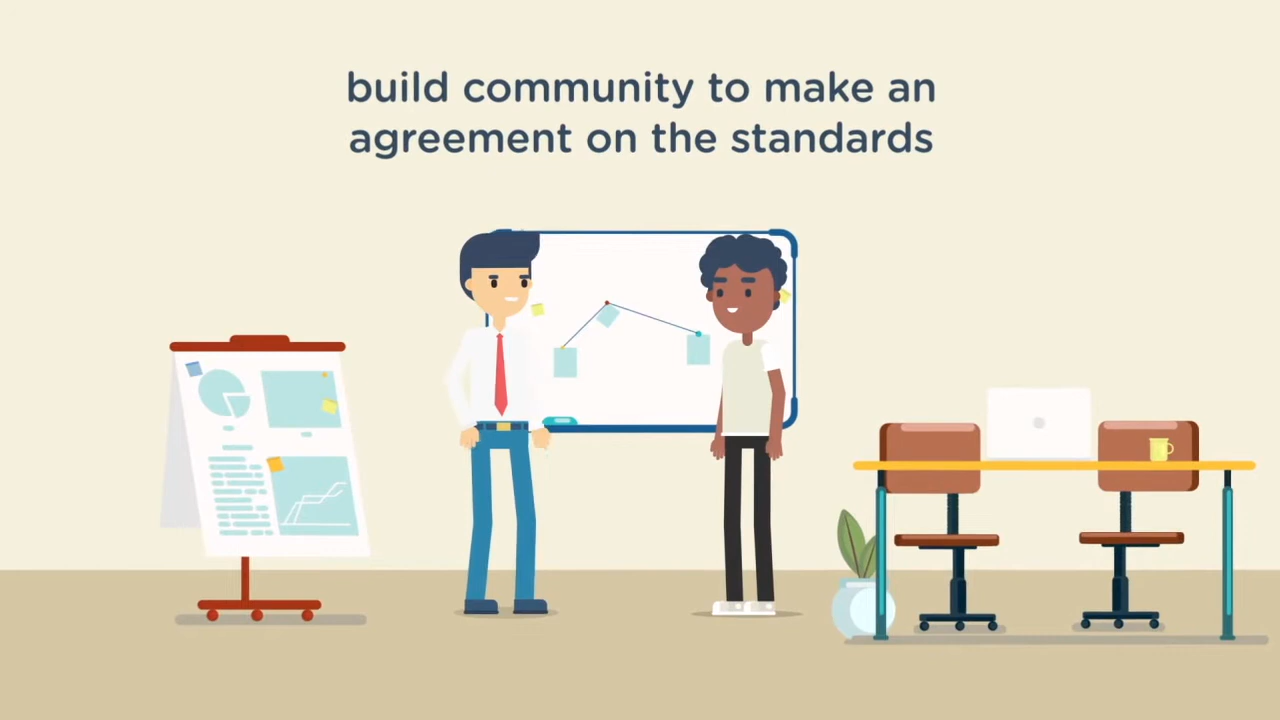 build community to make an
agreement on the standards